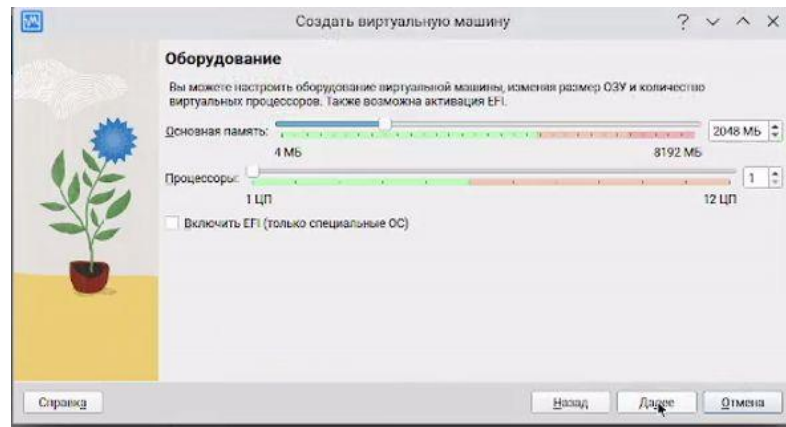 Создать виртуальную машину
Оборудование
Вы можете настроить оборудование виртуальной машины, изменяя размер ОЗУ и количество
виртуальных процессоров. Также возможна активация EFI.
Основная память: 2048 МБ
4 МБ 8192 МБ
Процессоры: 1
1 ЦП 12 ЦП
Включить EFI (только специальные ОС)
Справка Назад Далее Отмена